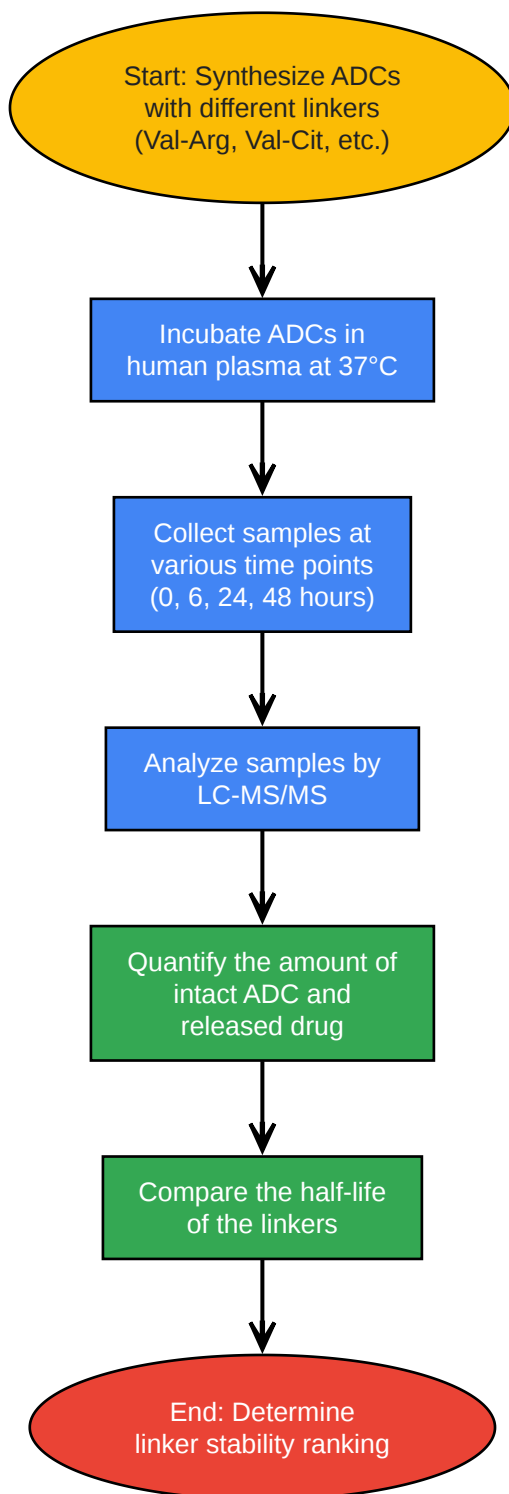 Start: Synthesize ADCs
with different linkers
(Val-Arg, Val-Cit, etc.)
Incubate ADCs in
human plasma at 37°C
Collect samples at
various time points
(0, 6, 24, 48 hours)
Analyze samples by
LC-MS/MS
Quantify the amount of
intact ADC and
released drug
Compare the half-life
of the linkers
End: Determine
linker stability ranking